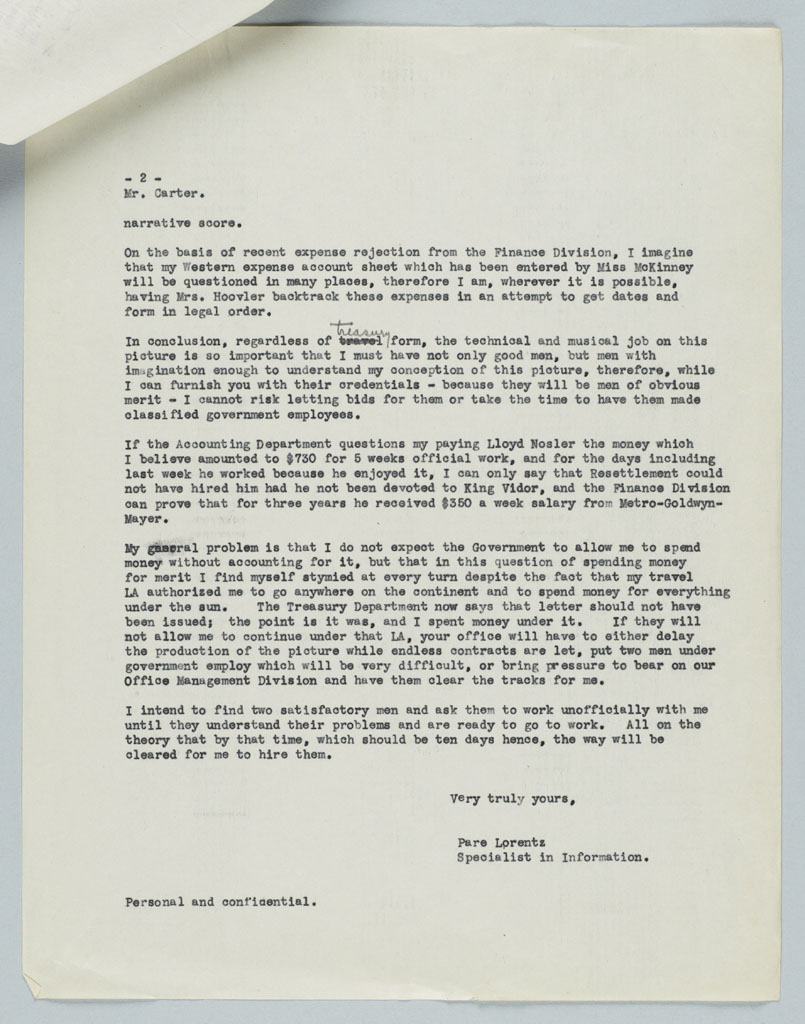 - 2 -
Mr. Carter.
narrative score.
On the basis of recent expense rejection from the Finance Division, I imagine
that my Western expense account sheet which has been entered by Miss McKinney
will be questioned in many places, therefore I am, wherever it is possible,
having Mrs. Hoovler backtrack these expenses in an attempt to get dates and
form in legal order.
treasury
In conclusion, regardless of travel/form, the technical and musical job on this
picture is so important that I must have not only good men, but men with
imagination enough to understand my conception of this picture, therefore, while
I can furnish you with their credentials - because they will be men of obvious
merit - I cannot risk letting bids for them or take the time to have them made
classified government employees.
If the Accounting Department questions my paying Lloyd Nosler the money which
I believe amounted to $730 for 5 weeks official work, and for the days including
last week he worked because he enjoyed it, I can only say that Resettlement could
not have hired him had he not been devoted to King Vidor, and the Finance Division
can prove that for three years he received $350 a week salary from Metro-Goldwyn-
Mayer.
My general problem is that I do not expect the Government to allow me to spend
money without accounting for it, but that in this question of spending money
for merit I find myself stymied at every turn despite the fact that my travel
LA authorized me to go anywhere on the continent and to spend money for everything
under the sun. The Treasury Department now says that letter should not have
been issued; the point is it was, and I spent money under it. If they will
not allow me to continue under that LA, your office will have to either delay
the production of the picture while endless contracts are let, put two men under
government employ which will be very difficult, or bring pressure to bear on our
Office Management Division and have them clear the tracks for me.
I intend to find two satisfactory men and ask them to work unofficially with me
until they understand their problems and are ready to go to work. All on the
theory that by that time, which should be ten days hence, the way will be
cleared for me to hire them.
Very truly yours,
Pare Lorentz
Specialist in Information.
Personal and confidential.